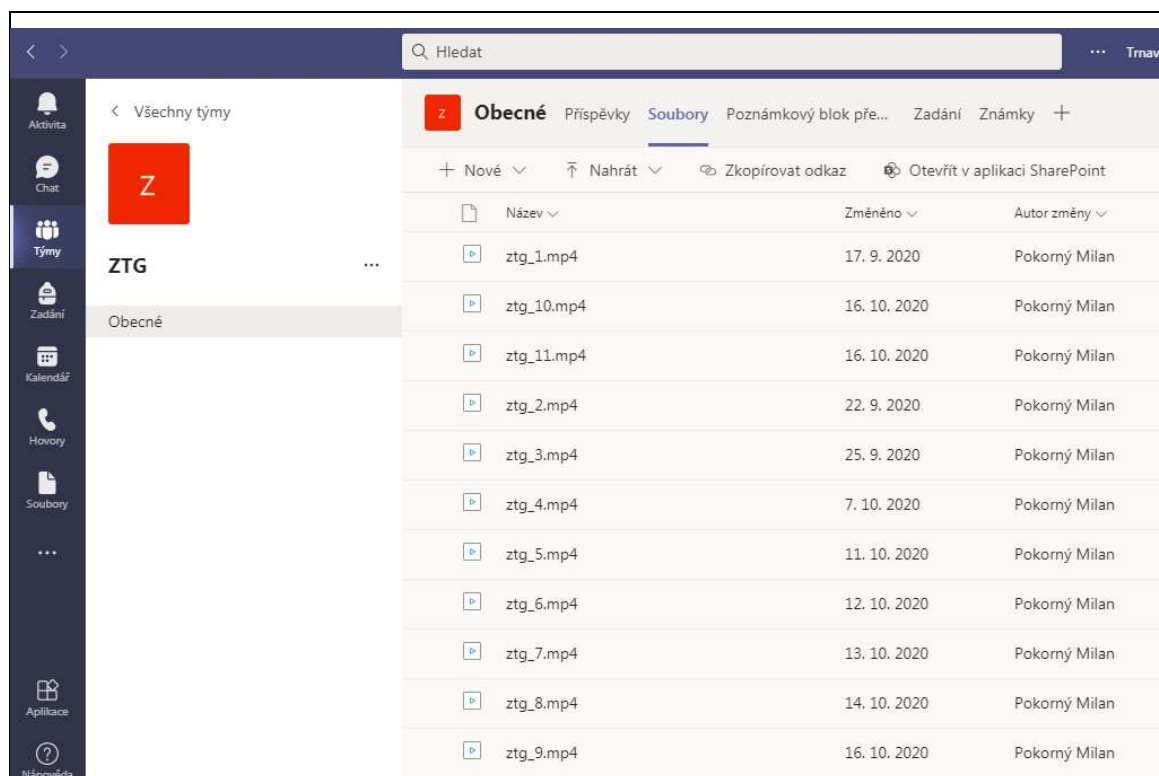 Hledat
Trnav
Aktivita
Chat
Týmy
Zadání
Kalendář
Hovory
Soubory
Aplikace
Nápověda
Všechny týmy
Z
ZTG
Obecné
Z Obecné Příspěvky Soubory Poznámkový blok pře... Zadání Známky
Nové Nahrát Zkopírovat odkaz Otevřít v aplikaci SharePoint
Název Změněno Autor změny
ztg_1.mp4 17. 9. 2020 Pokorný Milan
ztg_10.mp4 16. 10. 2020 Pokorný Milan
ztg_11.mp4 16. 10. 2020 Pokorný Milan
ztg_2.mp4 22. 9. 2020 Pokorný Milan
ztg_3.mp4 25. 9. 2020 Pokorný Milan
ztg_4.mp4 7. 10. 2020 Pokorný Milan
ztg_5.mp4 11. 10. 2020 Pokorný Milan
ztg_6.mp4 12. 10. 2020 Pokorný Milan
ztg_7.mp4 13. 10. 2020 Pokorný Milan
ztg_8.mp4 14. 10. 2020 Pokorný Milan
ztg_9.mp4 16. 10. 2020 Pokorný Milan